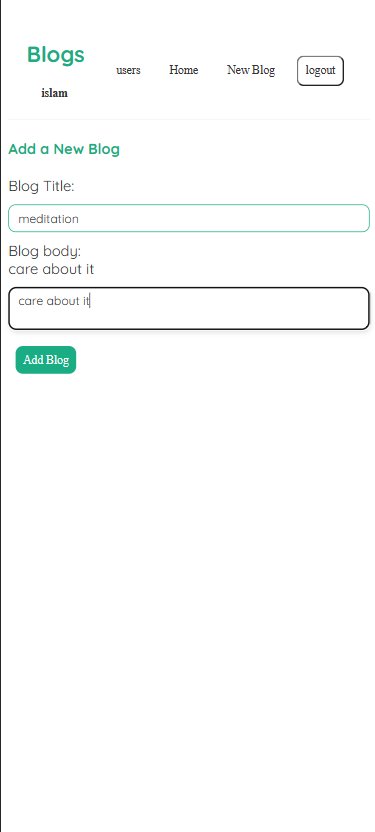 Blogs
islam
users
Home
New Blog
logout
Add a New Blog
Blog Title:
meditation
Blog body:
care about it
care about it
Add Blog